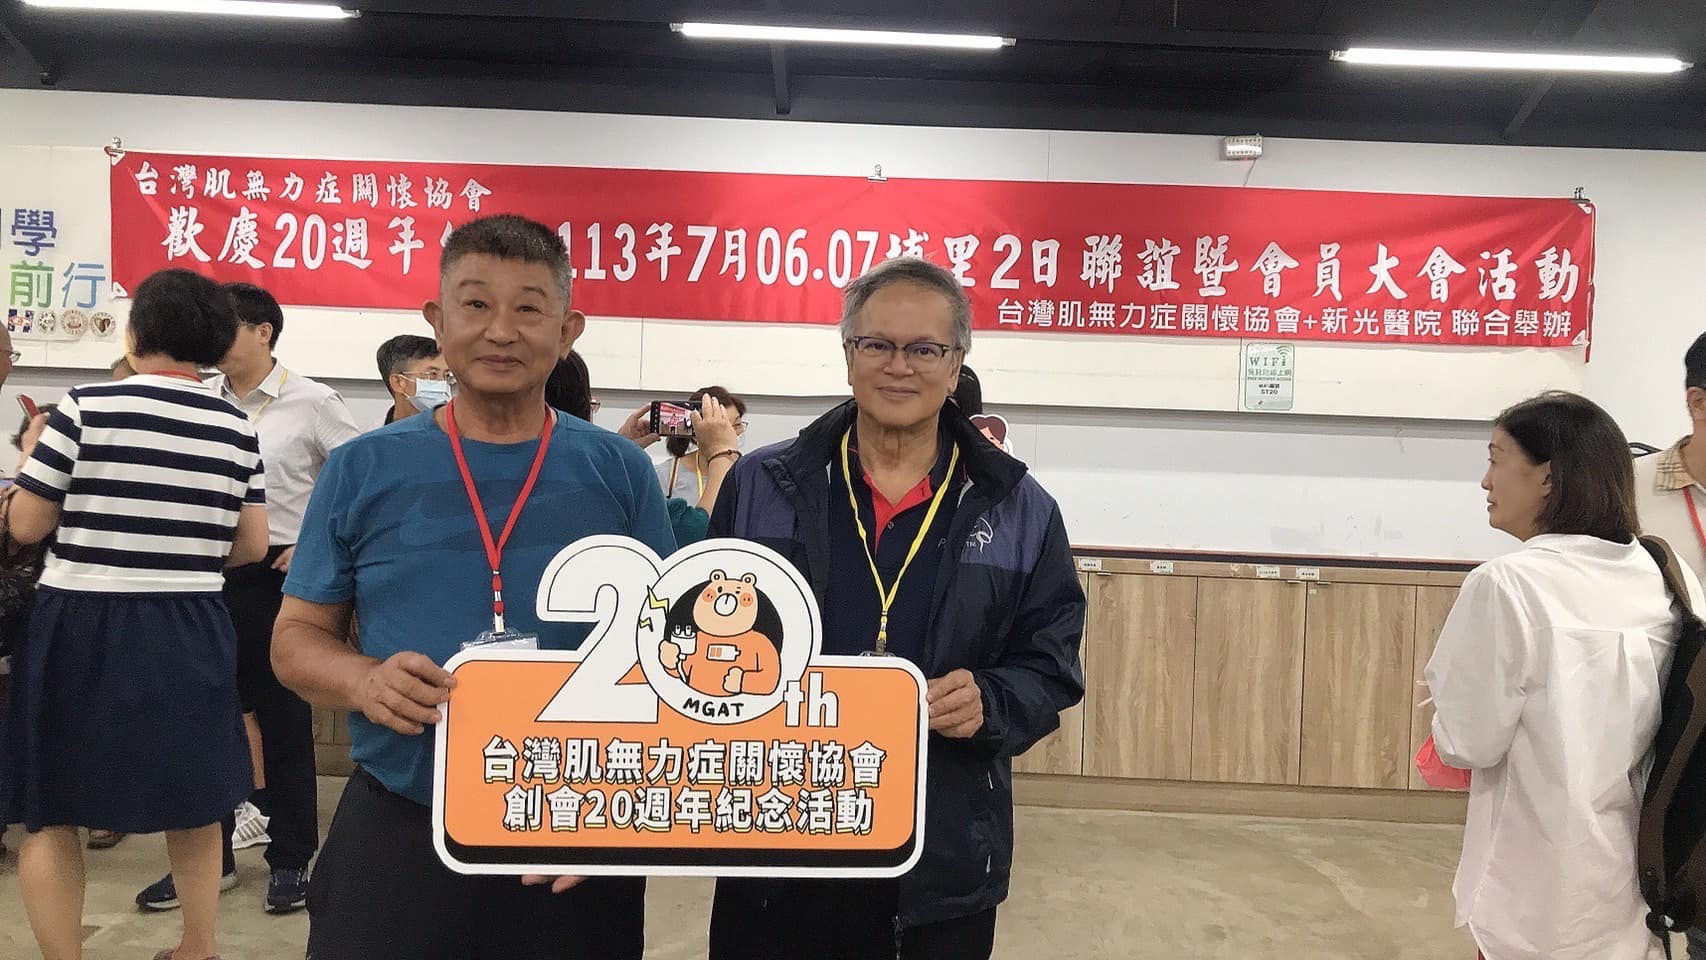 台灣肌無力症關懷協會
歡慶20週年 113年7月06.07埔里2日聯誼暨會員大會活動
台灣肌無力症關懷協會+新光醫院 聯合舉辦
學
前行
WIFi
ST20
20th
MGAT
台灣肌無力症關懷協會
創會20週年紀念活動